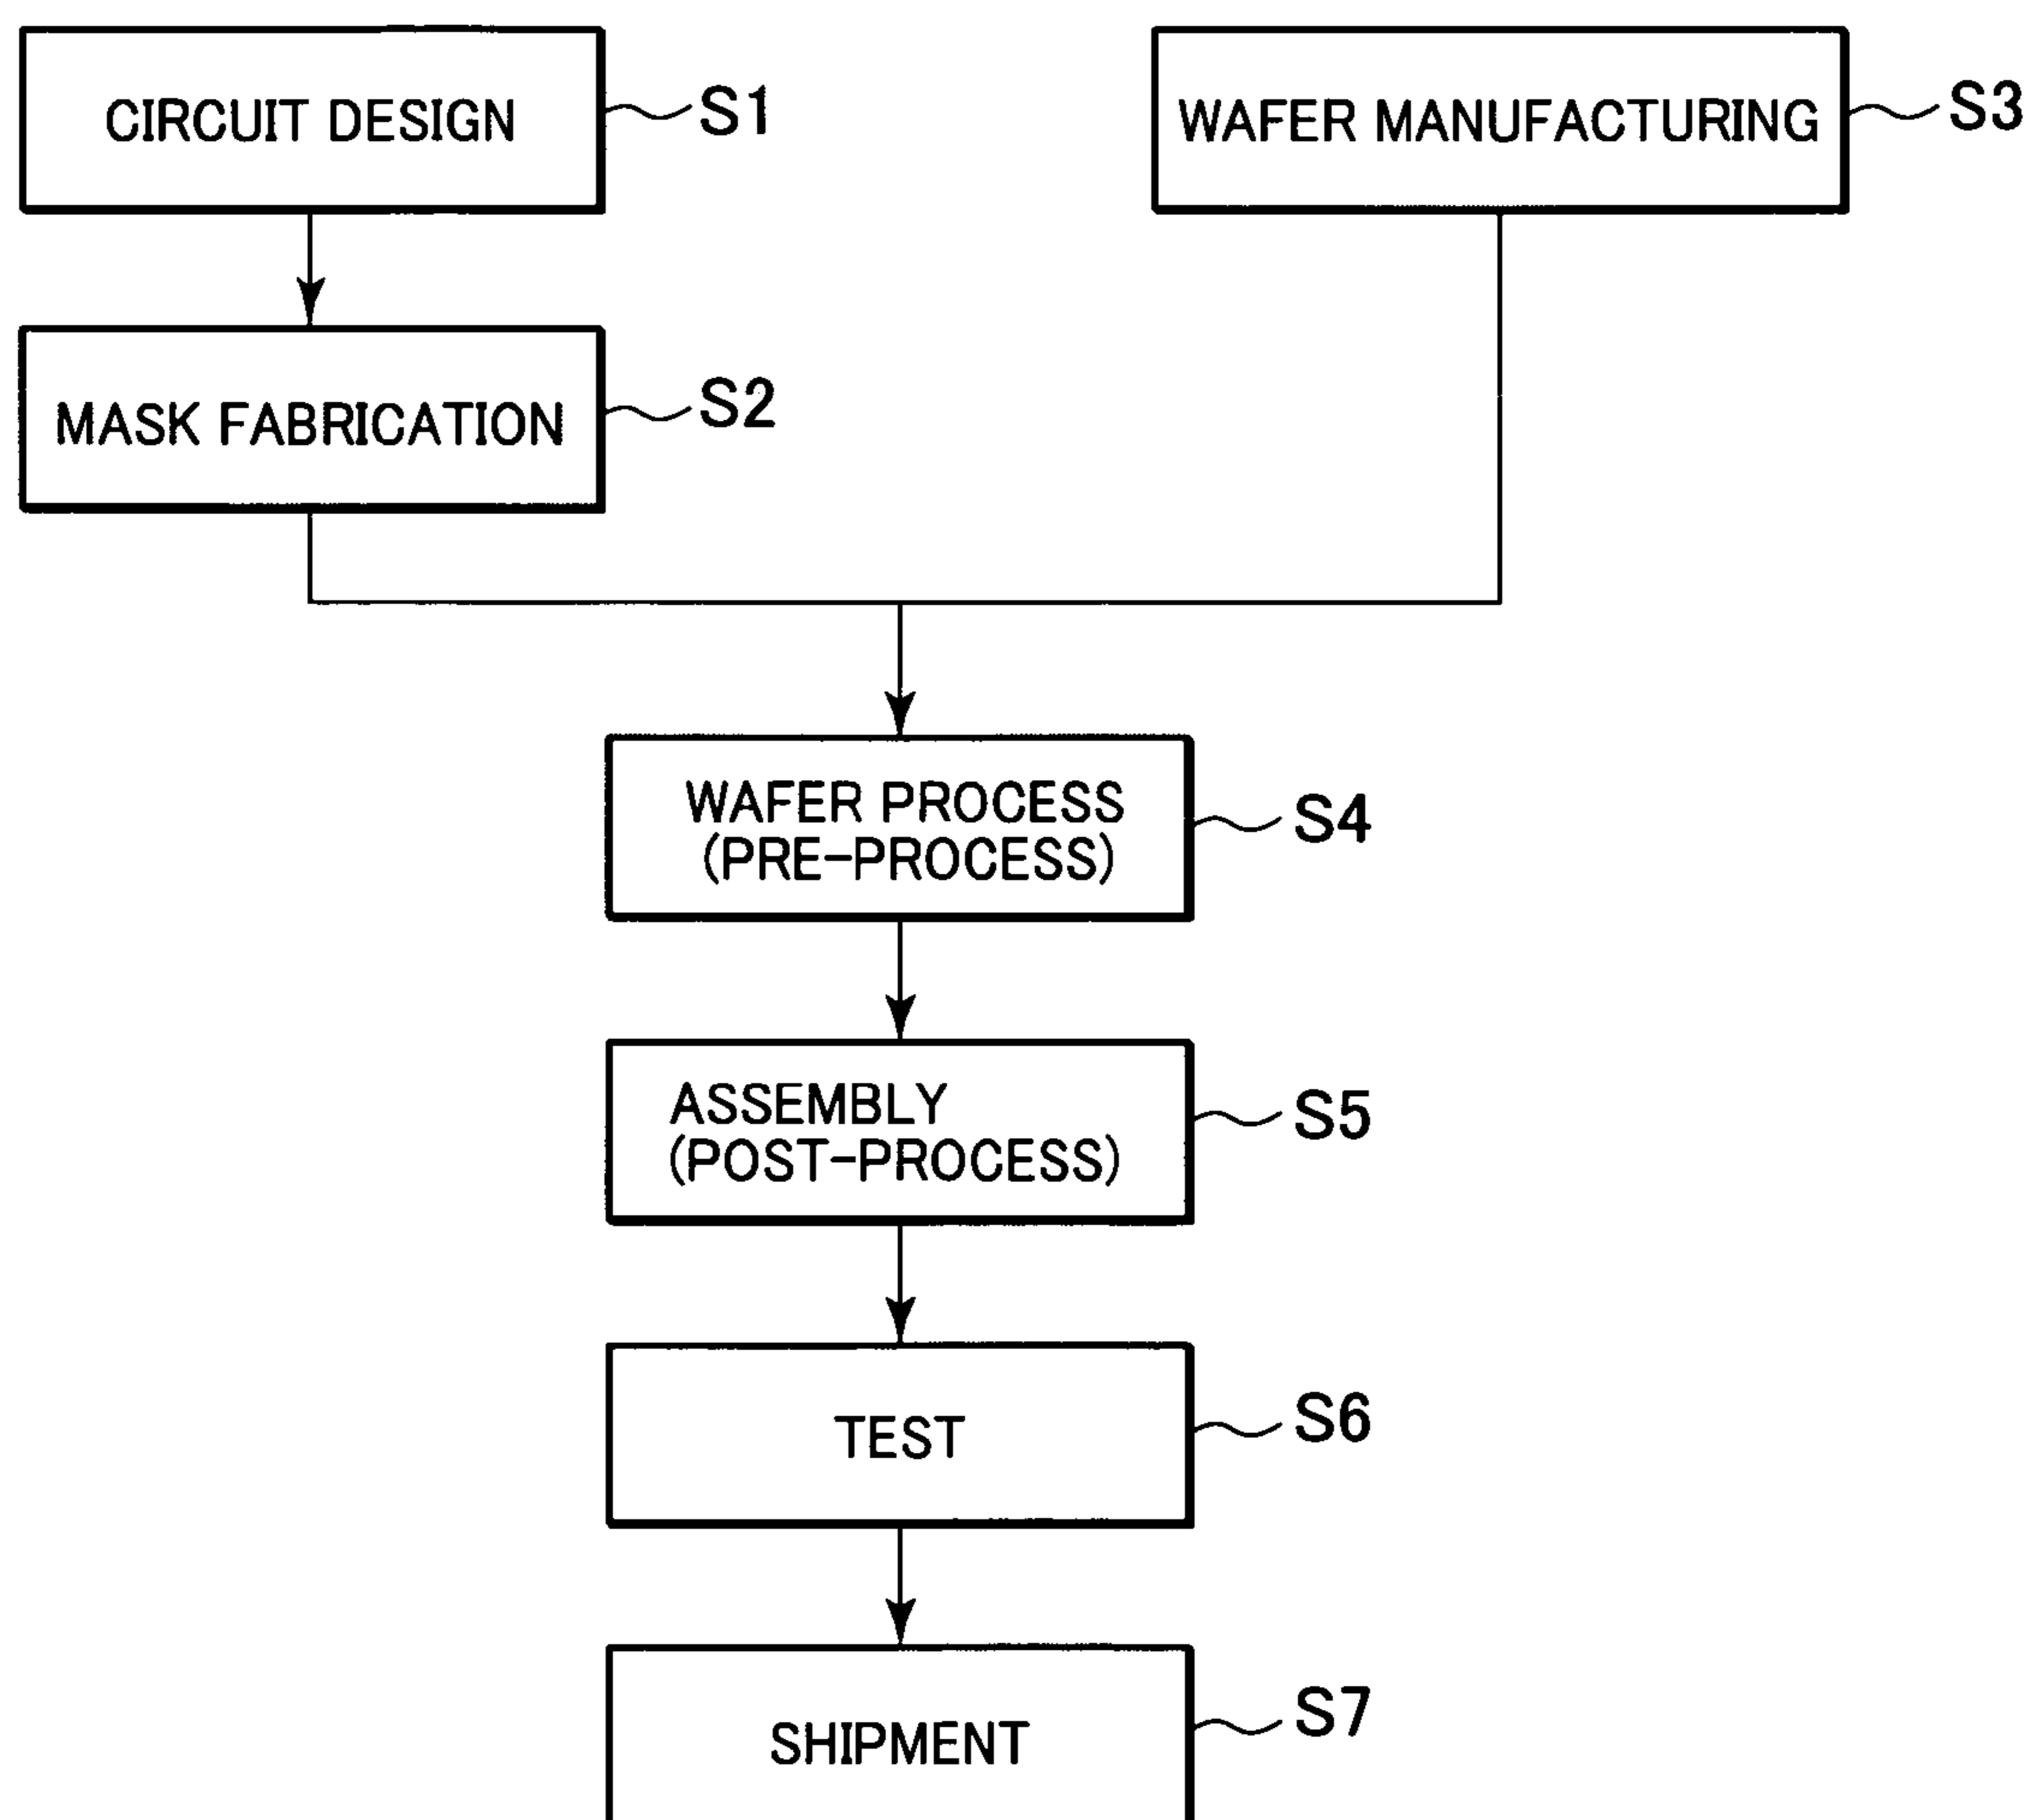 CIRCUIT DESIGN
S1
WAFER MANUFACTURING
S3
MASK FABRICATION
S2
WAFER PROCESS
(PRE-PROCESS)
S4
ASSEMBLY
(POST-PROCESS)
S5
TEST
S6
SHIPMENT
S7